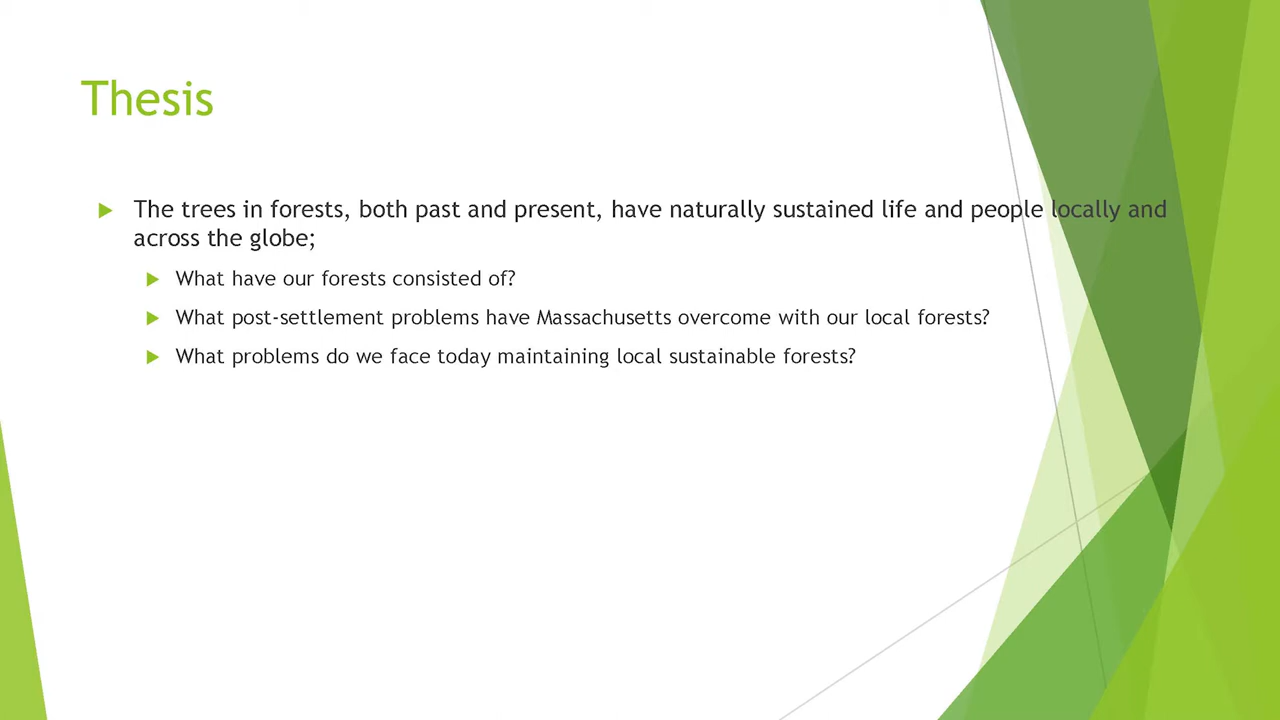 Thesis
The trees in forests, both past and present, have naturally sustained life and people locally and
across the globe;
What have our forests consisted of?
What post-settlement problems have Massachusetts overcome with our local forests?
What problems do we face today maintaining local sustainable forests?